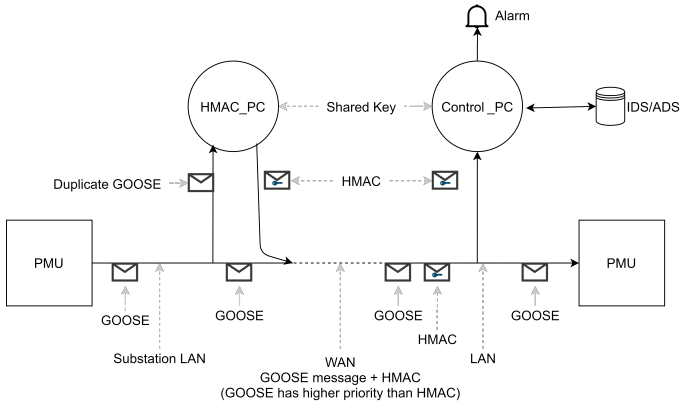 Alarm
HMAC_PC
Shared Key
Control _PC
IDS/ADS
Duplicate GOOSE
HMAC
PMU
PMU
GOOSE
GOOSE
GOOSE
GOOSE
HMAC
Substation LAN
WAN
LAN
GOOSE message + HMAC
(GOOSE has higher priority than HMAC)